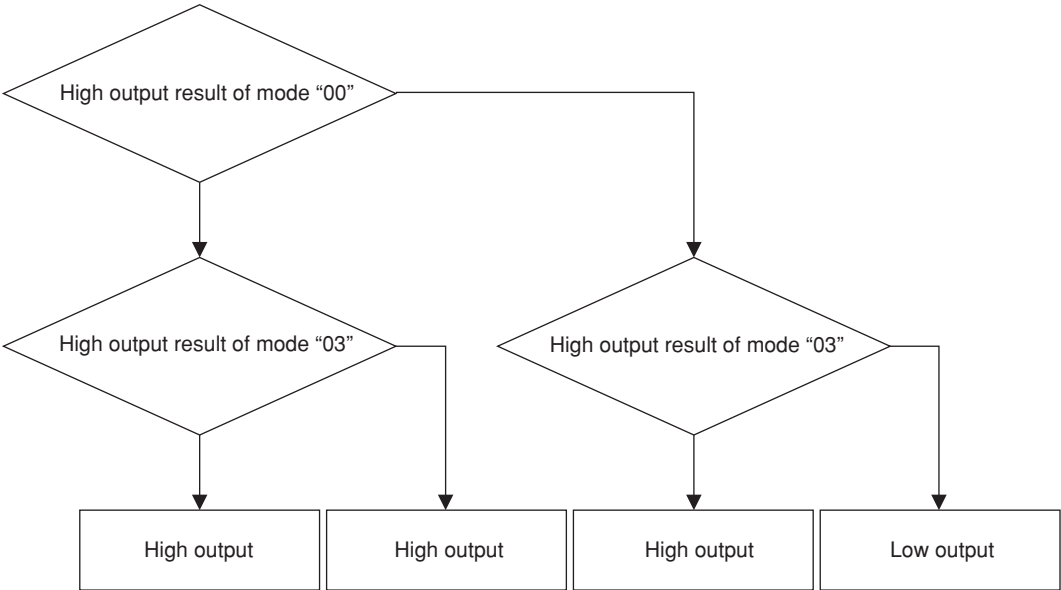 High output result of mode “00”
High output result of mode “03”
High output result of mode “03”
High output
High output
High output
Low output